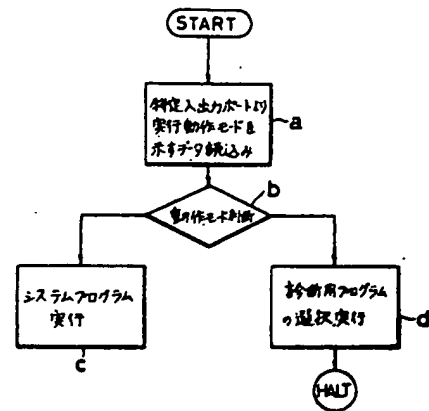 START
特定入出力ポートより
実行動作モードを
示すデータ読込み
a
b
動作モード判断
システムプログラム
実行
c
診断用プログラム
の選択実行
d
HALT